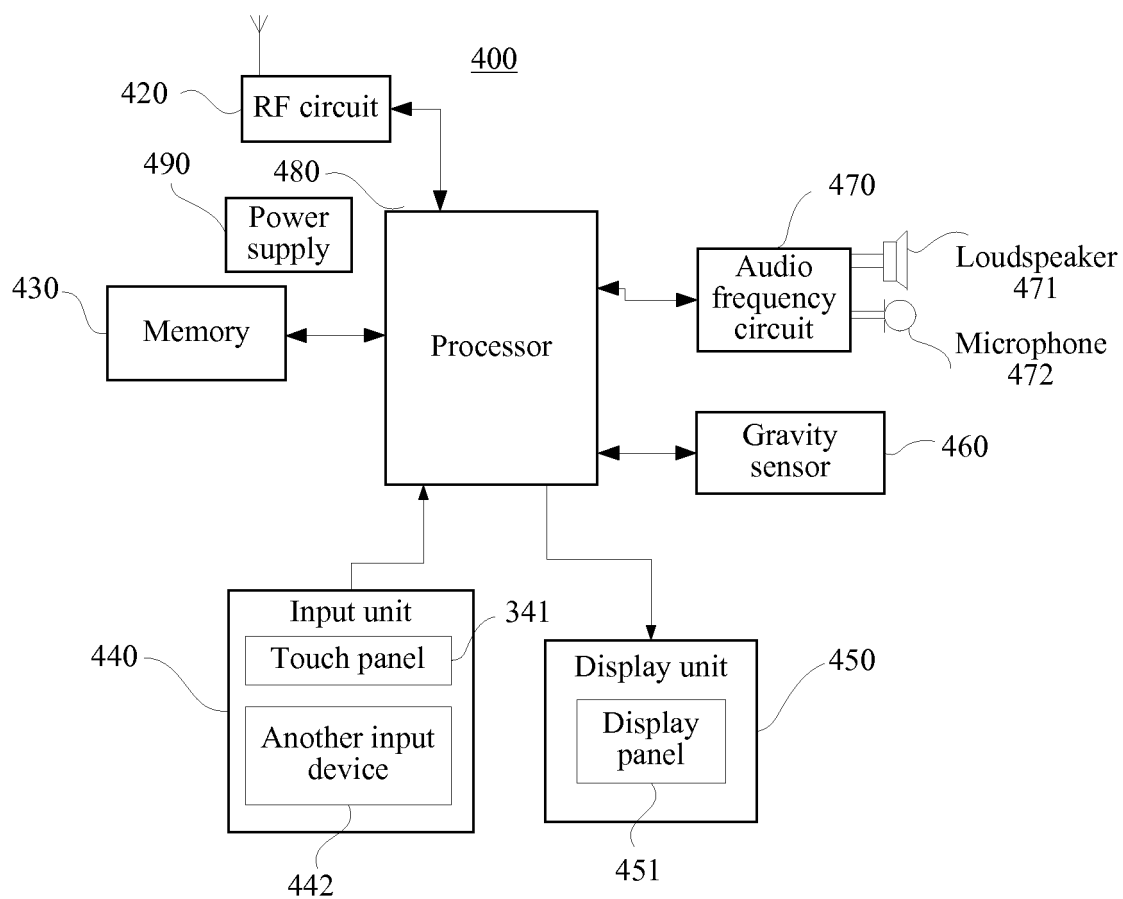 400
420
RF circuit
490
480
Power
supply
470
Audio
frequency
circuit
Loudspeaker
471
430
Memory
Processor
Microphone
472
Gravity
sensor
460
Input unit
341
Touch panel
440
Another input
device
442
Display unit
450
Display
panel
451